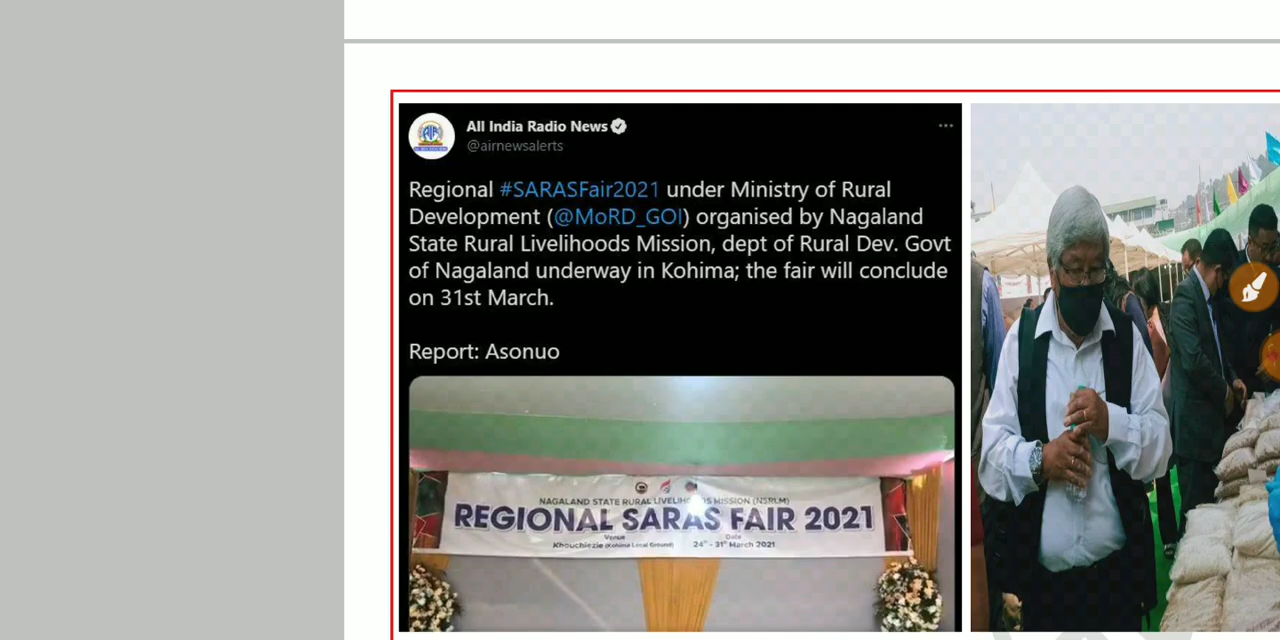 All India Radio News
@airnewsalerts
Regional #SARASFair2021 under Ministry of Rural
Development (@MoRD_GOI) organised by Nagaland
State Rural Livelihoods Mission, dept of Rural Dev. Govt
of Nagaland underway in Kohima; the fair will conclude
on 31st March.
Report: Asonuo
NAGALAND STATE RURAL LIVELIHOODS MISSION (NSRLM)
REGIONAL SARAS FAIR 2021
Venue
Khouchiezie (Kohima Local Ground)
Date
24th - 31st March 2021